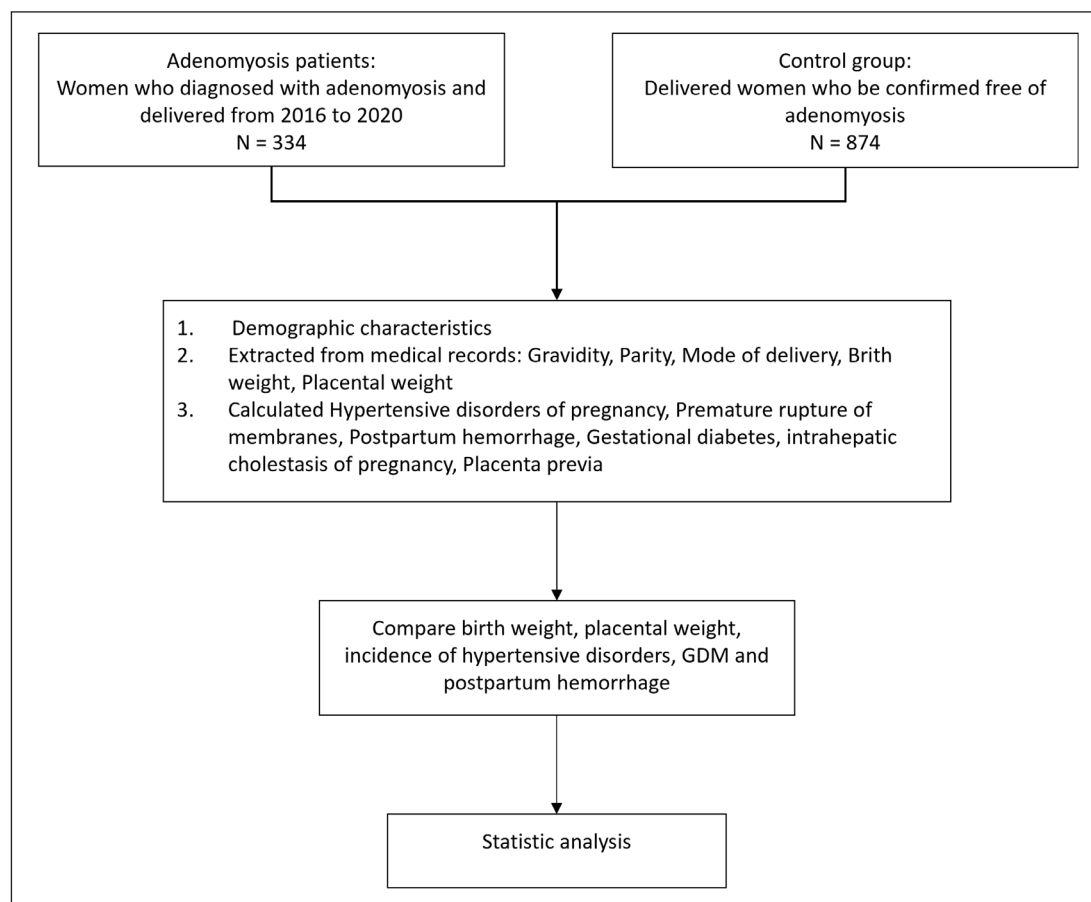 Adenomyosis patients:
Women who diagnosed with adenomyosis and
delivered from 2016 to 2020
N = 334
Control group:
Delivered women who be confirmed free of
adenomyosis
N = 874
1. Demographic characteristics
2. Extracted from medical records: Gravidity, Parity, Mode of delivery, Brith
weight, Placental weight
3. Calculated Hypertensive disorders of pregnancy, Premature rupture of
membranes, Postpartum hemorrhage, Gestational diabetes, intrahepatic
cholestasis of pregnancy, Placenta previa
Compare birth weight, placental weight,
incidence of hypertensive disorders, GDM and
postpartum hemorrhage
Statistic analysis